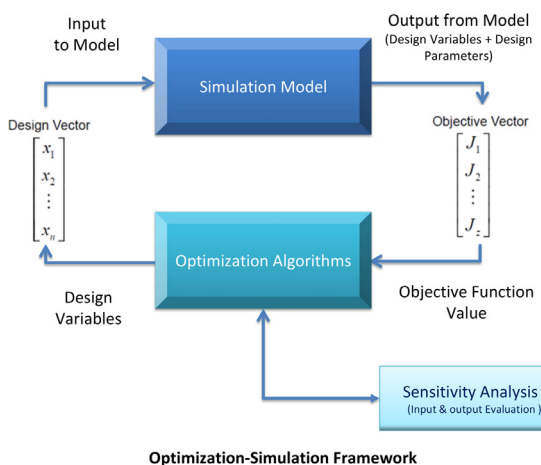 Input
to Model
Output from Model
(Design Variables + Design
Parameters)
Simulation Model
Design Vector
x1
x2
⋮
xn
Objective Vector
J1
J2
⋮
Jz
Optimization Algorithms
Design
Variables
Objective Function
Value
Sensitivity Analysis
(Input & output Evaluation )
Optimization-Simulation Framework